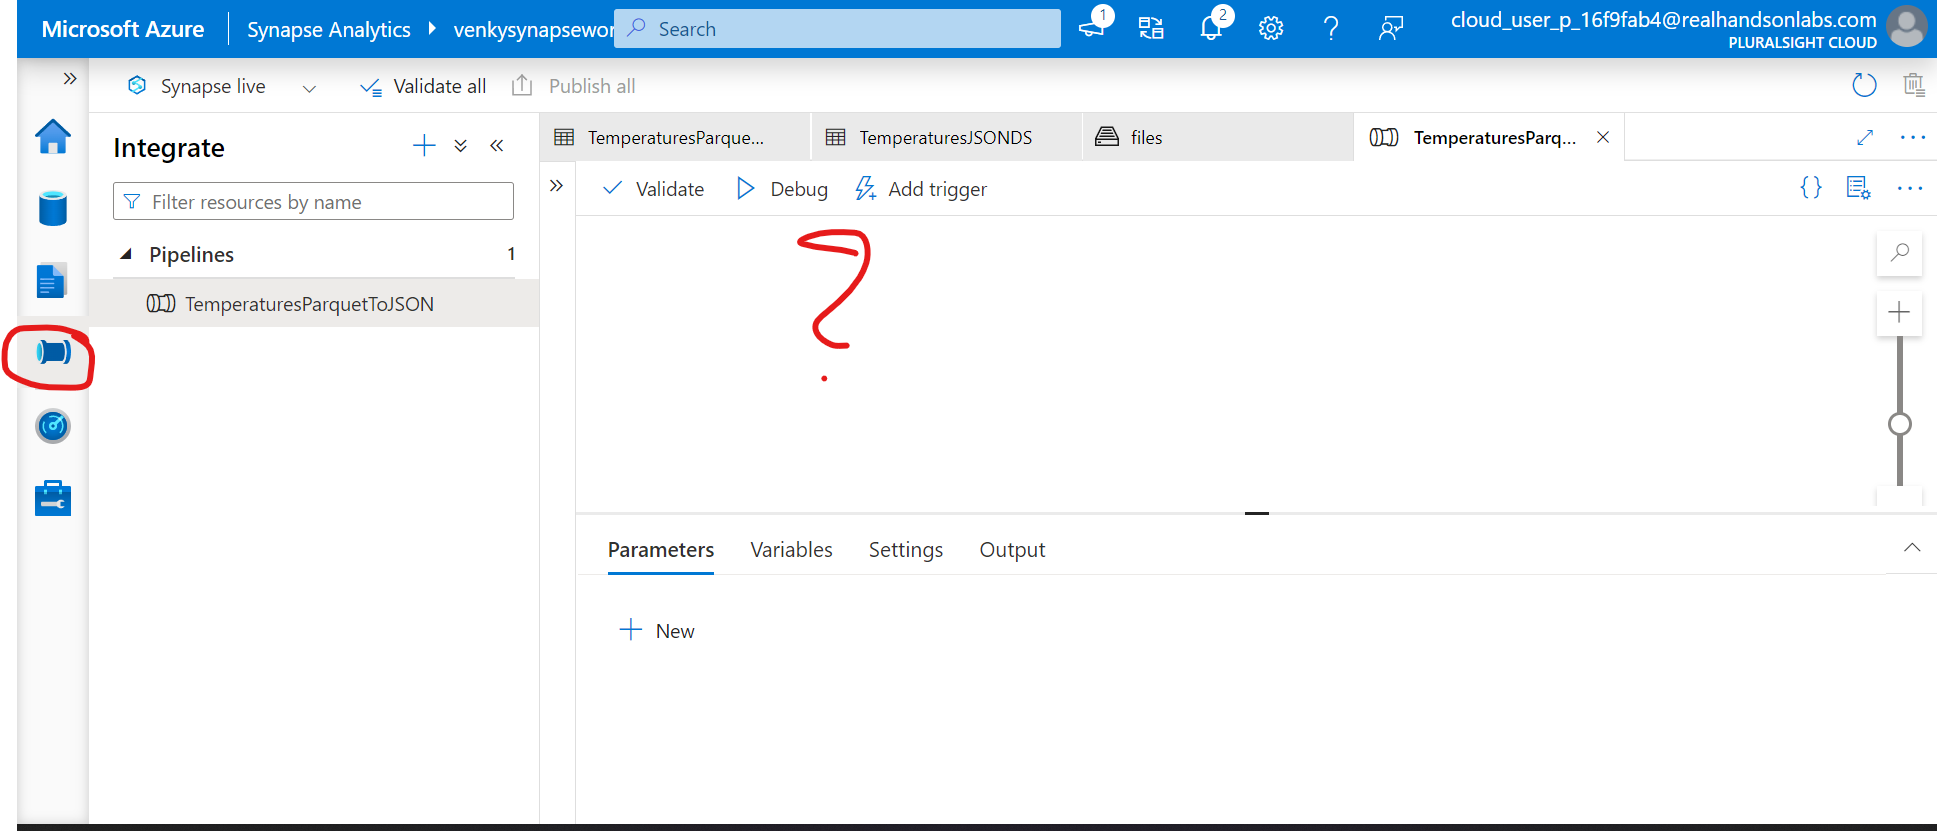 Microsoft Azure
Synapse Analytics
venkysynapsewor
Search
1
2
cloud_user_p_16f9fab4@realhandsonlabs.com
PLURALSIGHT CLOUD
Synapse live
Validate all
Publish all
Integrate
Filter resources by name
Pipelines
1
TemperaturesParquetToJSON
TemperaturesParque...
TemperaturesJSONDS
files
TemperaturesParq...
Validate
Debug
Add trigger
{}
?
Parameters
Variables
Settings
Output
New